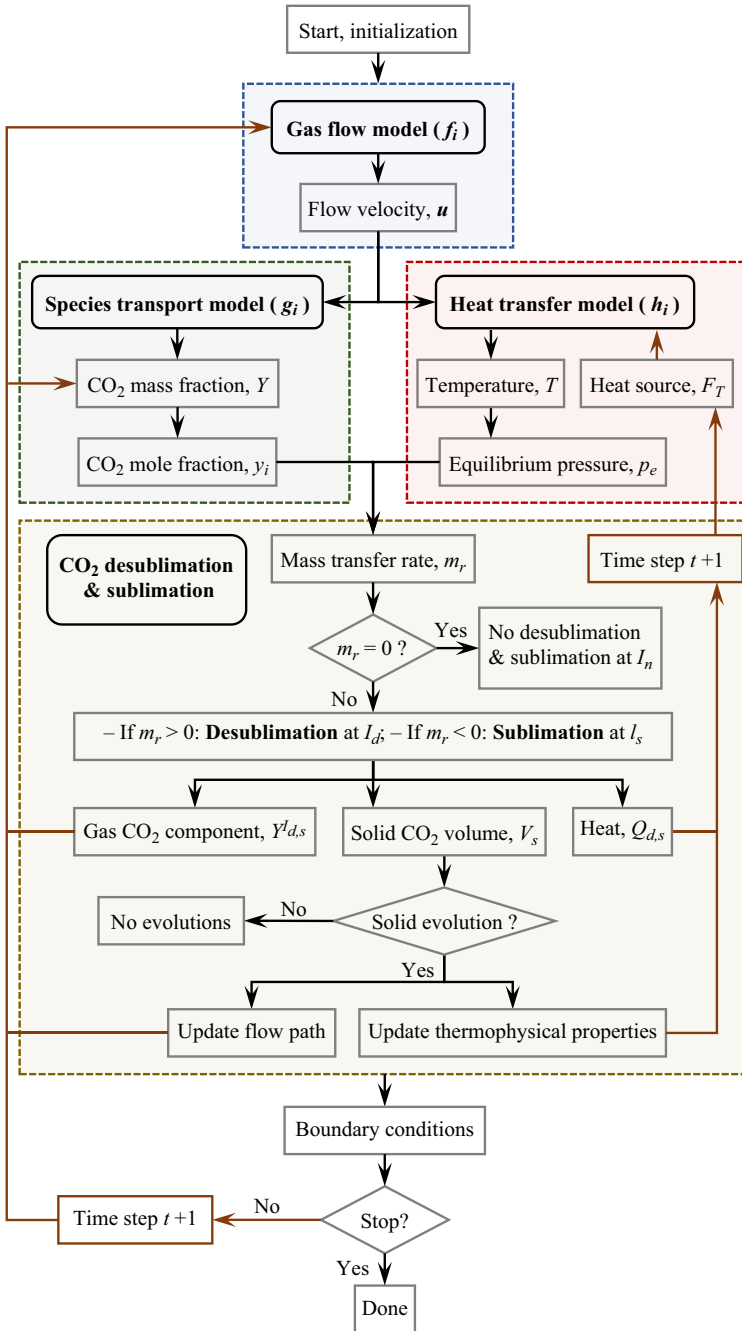 Start, initialization
Gas flow model ( f_i )
Flow velocity, u
Species transport model ( g_i )
Heat transfer model ( h_i )
CO₂ mass fraction, Y
Temperature, T
Heat source, F_T
CO₂ mole fraction, y_i
Equilibrium pressure, p_e
CO₂ desublimation
& sublimation
Mass transfer rate, m_r
Time step t +1
m_r = 0 ?
Yes
No desublimation
& sublimation at I_n
No
– If m_r > 0: Desublimation at I_d; – If m_r < 0: Sublimation at l_s
Gas CO₂ component, Y^I_d,s
Solid CO₂ volume, V_s
Heat, Q_d,s
No evolutions
No
Solid evolution ?
Yes
Update flow path
Update thermophysical properties
Boundary conditions
Time step t +1
No
Stop?
Yes
Done